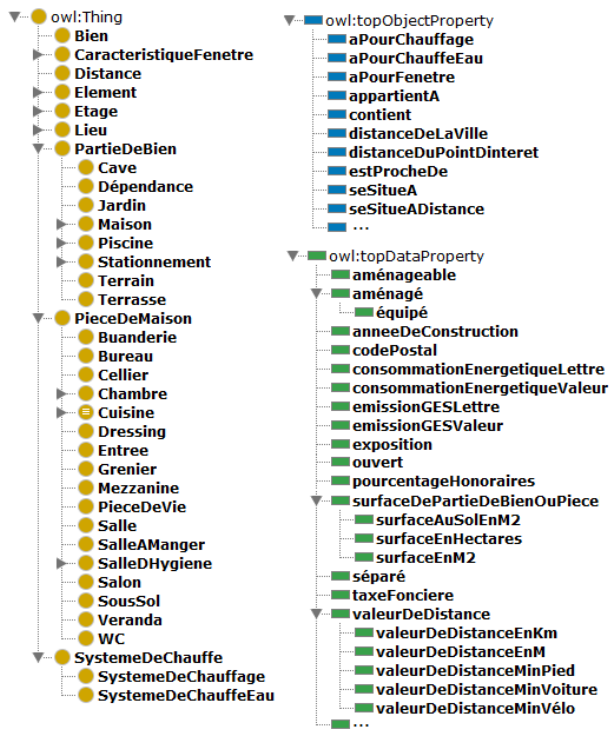 owl:Thing
Bien
CaracteristiqueFenetre
Distance
Element
Etage
Lieu
PartieDeBien
Cave
Dépendance
Jardin
Maison
Piscine
Stationnement
Terrain
Terrasse
PieceDeMaison
Buanderie
Bureau
Cellier
Chambre
Cuisine
Dressing
Entree
Grenier
Mezzanine
PieceDeVie
Salle
SalleAManger
SalleDHygiene
Salon
SousSol
Veranda
WC
SystemeDeChauffe
SystemeDeChauffage
SystemeDeChauffeEau
owl:topObjectProperty
aPourChauffage
aPourChauffeEau
aPourFenetre
appartientA
contient
distanceDeLaVille
distanceDuPointDinteret
estProcheDe
seSitueA
seSitueADistance
...
owl:topDataProperty
aménageable
aménagé
équipé
anneeDeConstruction
codePostal
consommationEnergetiqueLettre
consommationEnergetiqueValeur
emissionGESLettre
emissionGESValeur
exposition
ouvert
pourcentageHonoraires
surfaceDePartieDeBienOuPiece
surfaceAuSolEnM2
surfaceEnHectares
surfaceEnM2
séparé
taxeFonciere
valeurDeDistance
valeurDeDistanceEnKm
valeurDeDistanceEnM
valeurDeDistanceMinPied
valeurDeDistanceMinVoiture
valeurDeDistanceMinVélo
...